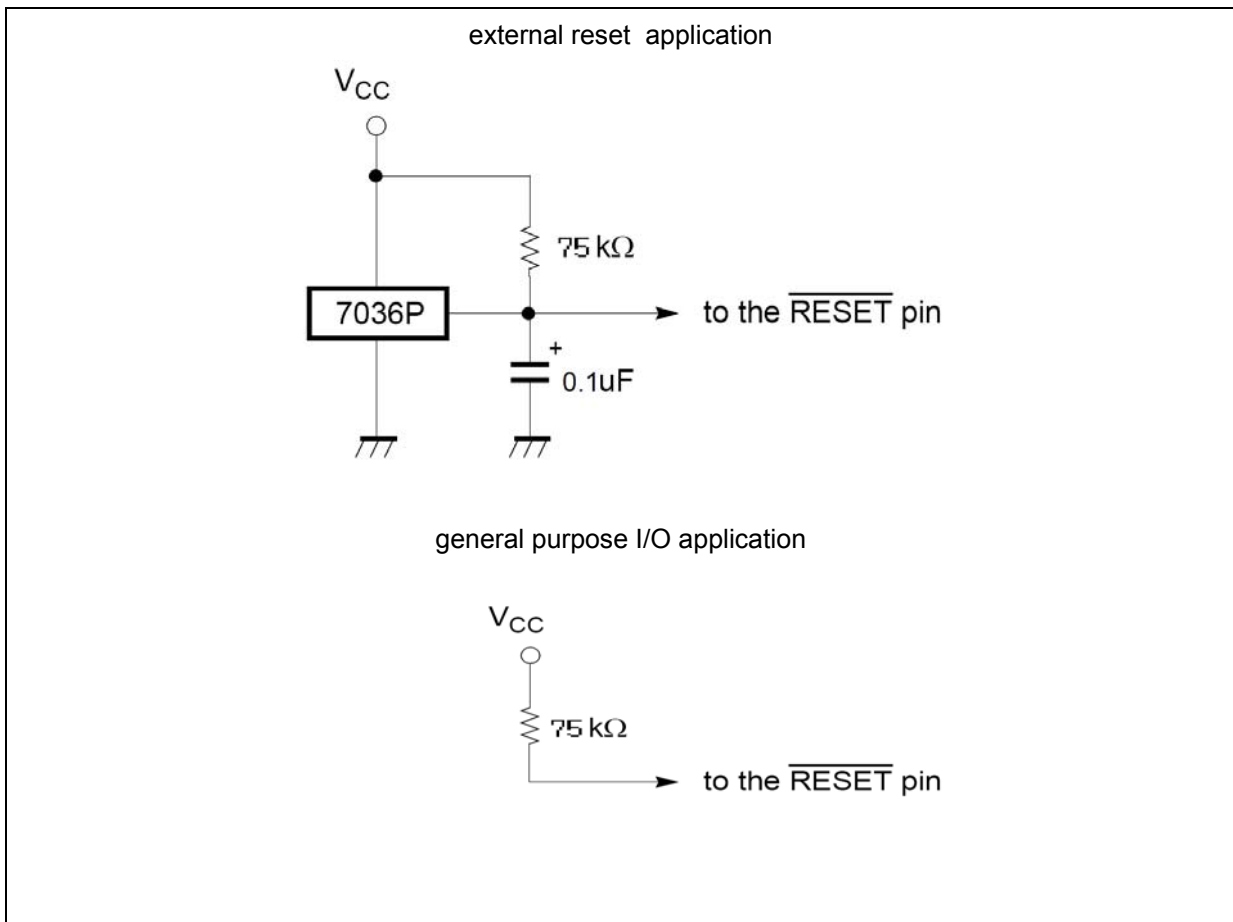 external reset application
VCC
75 kΩ
7036P
to the RESET pin
+
0.1uF
general purpose I/O application
VCC
75 kΩ
to the RESET pin